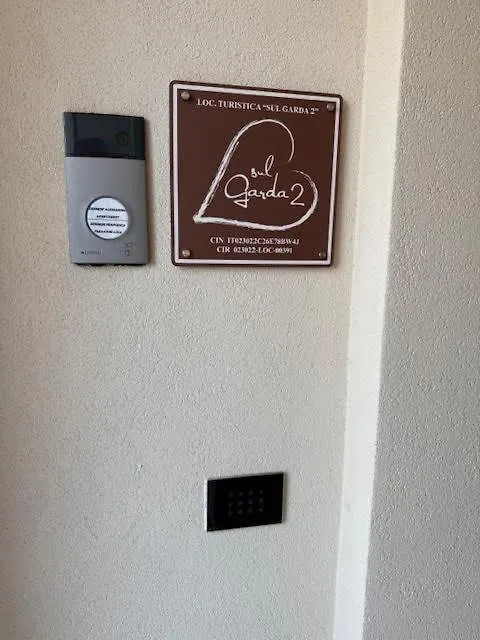 LOC. TURISTICA "SUL GARDA 2"
sul
Garda 2
CIN IT023022C26E78BW4J
CIR 023022-LOC-00391